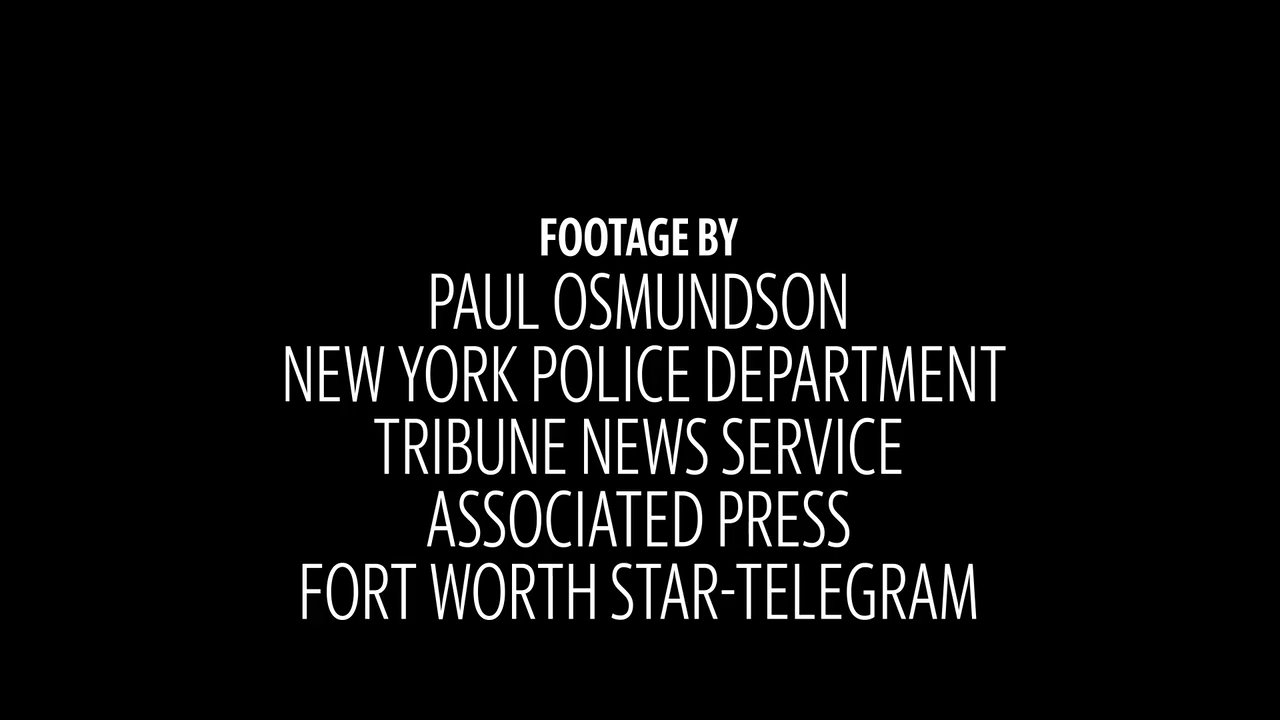 FOOTAGE BY
PAUL OSMUNDSON
NEW YORK POLICE DEPARTMENT
TRIBUNE NEWS SERVICE
ASSOCIATED PRESS
FORT WORTH STAR-TELEGRAM